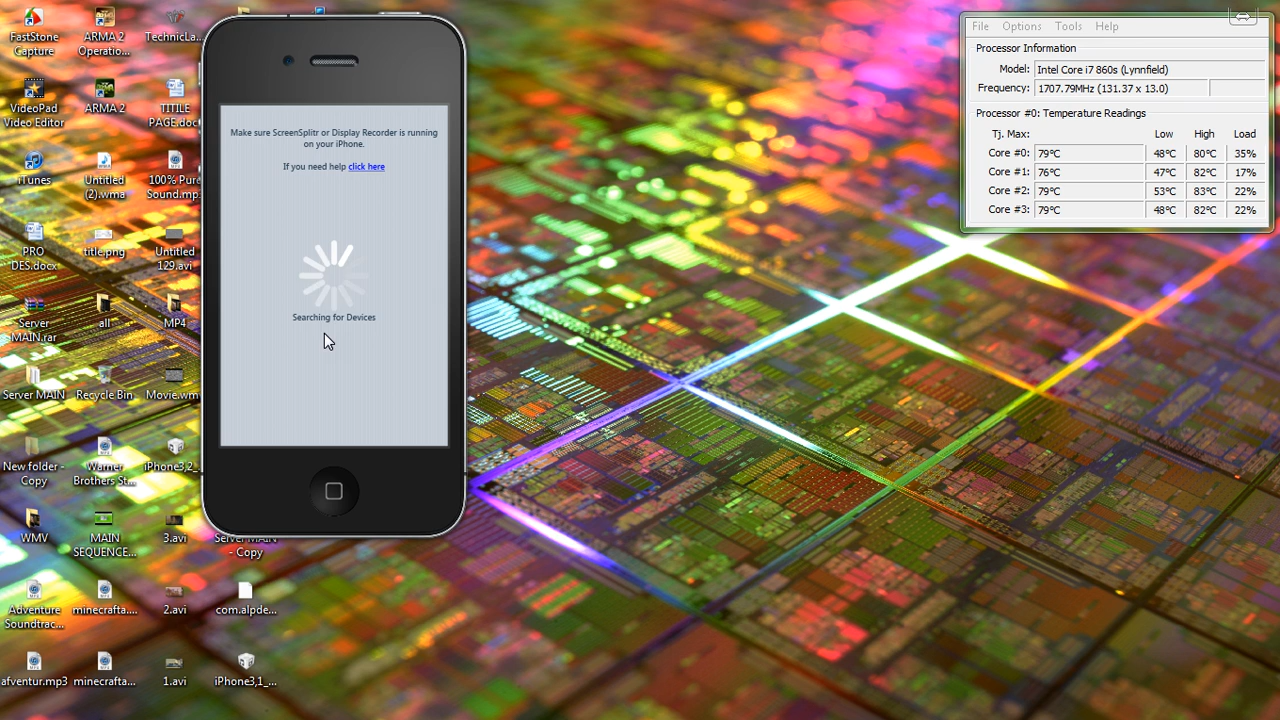 FastStone
Capture
ARMA 2
Operatio...
TechnicLa...
VideoPad
Video Editor
ARMA 2
TITILE
PAGE.docx
iTunes
Untitled
(2).wma
100% Pure
Sound.mp3
PRO
DES.docx
title.png
Untitled
129.avi
Server
MAIN.rar
all
MP4
Server MAIN
Recycle Bin
Movie.wm
New folder -
Copy
Warner
Brothers St...
iPhone3,2_...
WMV
MAIN
SEQUENCE...
3.avi
Server MAIN
- Copy
Adventure
Soundtrac...
minecrafta...
2.avi
com.alpde...
afventur.mp3
minecrafta...
1.avi
iPhone3,1_...
Make sure ScreenSplitr or Display Recorder is running
on your iPhone.
If you need help click here
Searching for Devices
File Options Tools Help
Processor Information
Model: Intel Core i7 860s (Lynnfield)
Frequency: 1707.79MHz (131.37 x 13.0)
Processor #0: Temperature Readings
Tj. Max: Low High Load
Core #0: 79°C 48°C 80°C 35%
Core #1: 76°C 47°C 82°C 17%
Core #2: 79°C 53°C 83°C 22%
Core #3: 79°C 48°C 82°C 22%